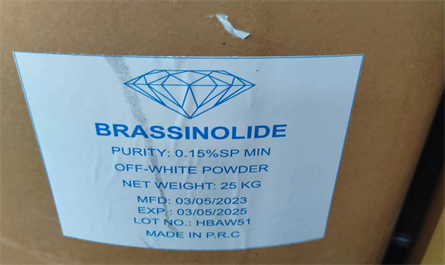 BRASSINOLIDE
PURITY: 0.15%SP MIN
OFF-WHITE POWDER
NET WEIGHT: 25 KG
MFD: 03/05/2023
EXP : 03/05/2025
LOT NO.: HBAW51
MADE IN P.R.C